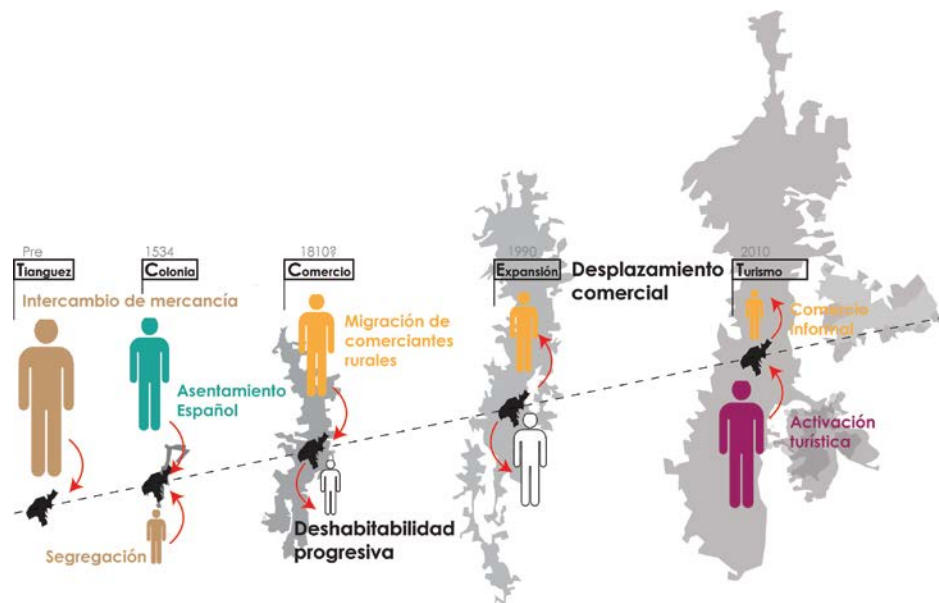 Pre
Tianguez
Intercambio de mercancía
1534
Colonia
Asentamiento
Español
Segregación
1810?
Comercio
Migración de
comerciantes
rurales
Deshabitabilidad
progresiva
1990
Expansión
Desplazamiento
comercial
2010
Turismo
Comercio
informal
Activación
turística